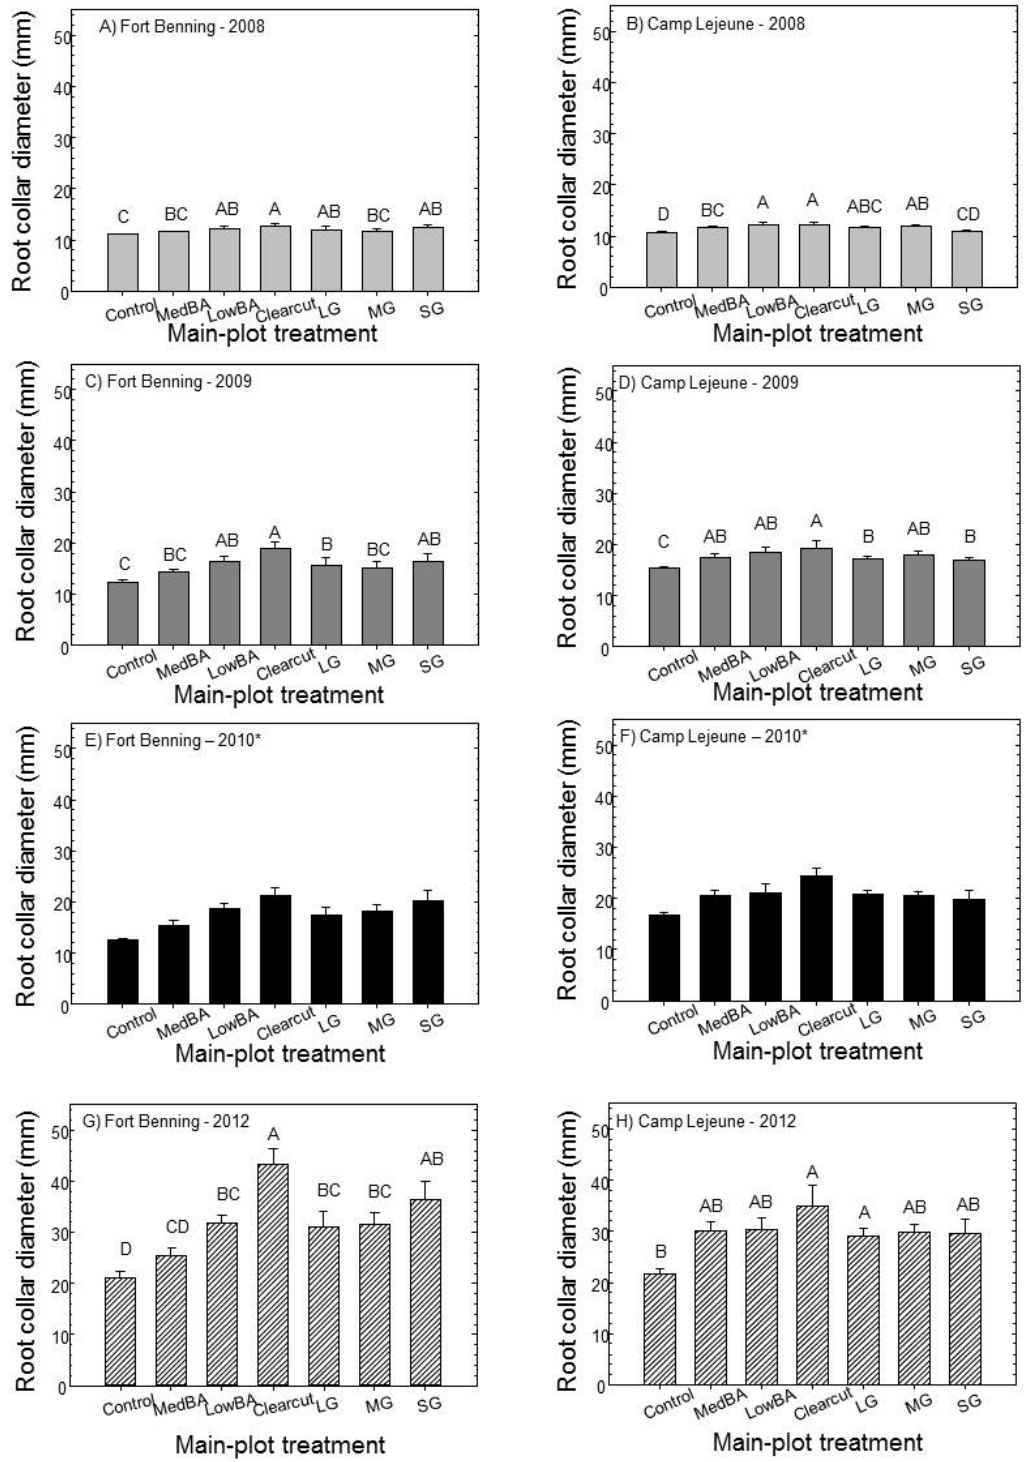 A) Fort Benning - 2008
Root collar diameter (mm)
50
40
30
20
10
0
C BC AB A AB BC AB
Control MedBA LowBA Clearcut LG MG SG
Main-plot treatment
B) Camp Lejeune - 2008
Root collar diameter (mm)
50
40
30
20
10
0
D BC A A ABC AB CD
Control MedBA LowBA Clearcut LG MG SG
Main-plot treatment
C) Fort Benning - 2009
Root collar diameter (mm)
50
40
30
20
10
0
C BC AB A B BC AB
Control MedBA LowBA Clearcut LG MG SG
Main-plot treatment
D) Camp Lejeune - 2009
Root collar diameter (mm)
50
40
30
20
10
0
C AB AB A B AB B
Control MedBA LowBA Clearcut LG MG SG
Main-plot treatment
E) Fort Benning – 2010*
Root collar diameter (mm)
50
40
30
20
10
0
Control MedBA LowBA Clearcut LG MG SG
Main-plot treatment
F) Camp Lejeune – 2010*
Root collar diameter (mm)
50
40
30
20
10
0
Control MedBA LowBA Clearcut LG MG SG
Main-plot treatment
G) Fort Benning - 2012
Root collar diameter (mm)
50
40
30
20
10
0
D CD BC A BC BC AB
Control MedBA LowBA Clearcut LG MG SG
Main-plot treatment
H) Camp Lejeune - 2012
Root collar diameter (mm)
50
40
30
20
10
0
B AB AB A A AB AB
Control MedBA LowBA Clearcut LG MG SG
Main-plot treatment